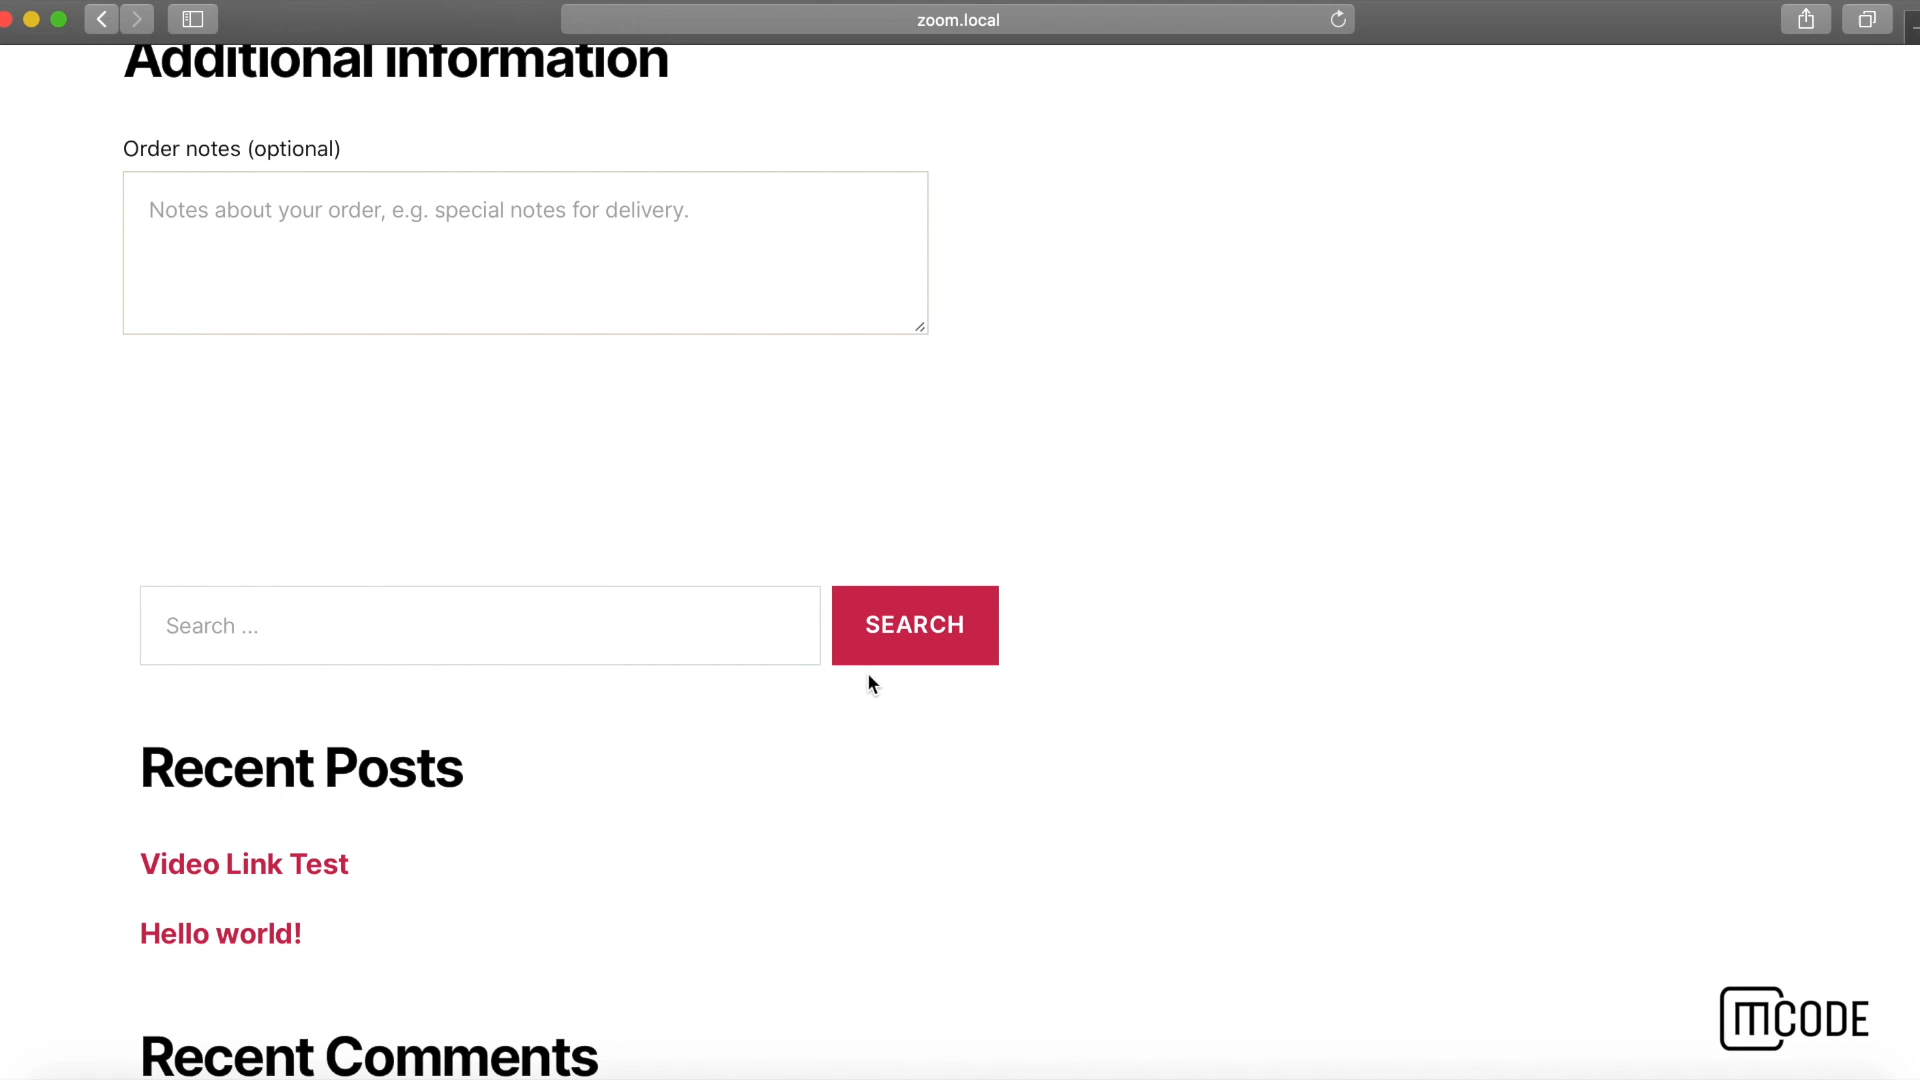 zoom.local
Additional information
Order notes (optional)
Notes about your order, e.g. special notes for delivery.
Search ...
SEARCH
Recent Posts
Video Link Test
Hello world!
mCODE
Recent Comments